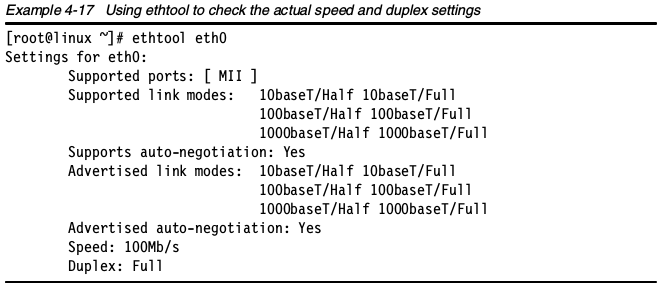 Example 4-17 Using ethtool to check the actual speed and duplex settings
[root@linux ~]# ethtool eth0
Settings for eth0:
Supported ports: [ MII ]
Supported link modes: 10baseT/Half 10baseT/Full
100baseT/Half 100baseT/Full
1000baseT/Half 1000baseT/Full
Supports auto-negotiation: Yes
Advertised link modes: 10baseT/Half 10baseT/Full
100baseT/Half 100baseT/Full
1000baseT/Half 1000baseT/Full
Advertised auto-negotiation: Yes
Speed: 100Mb/s
Duplex: Full